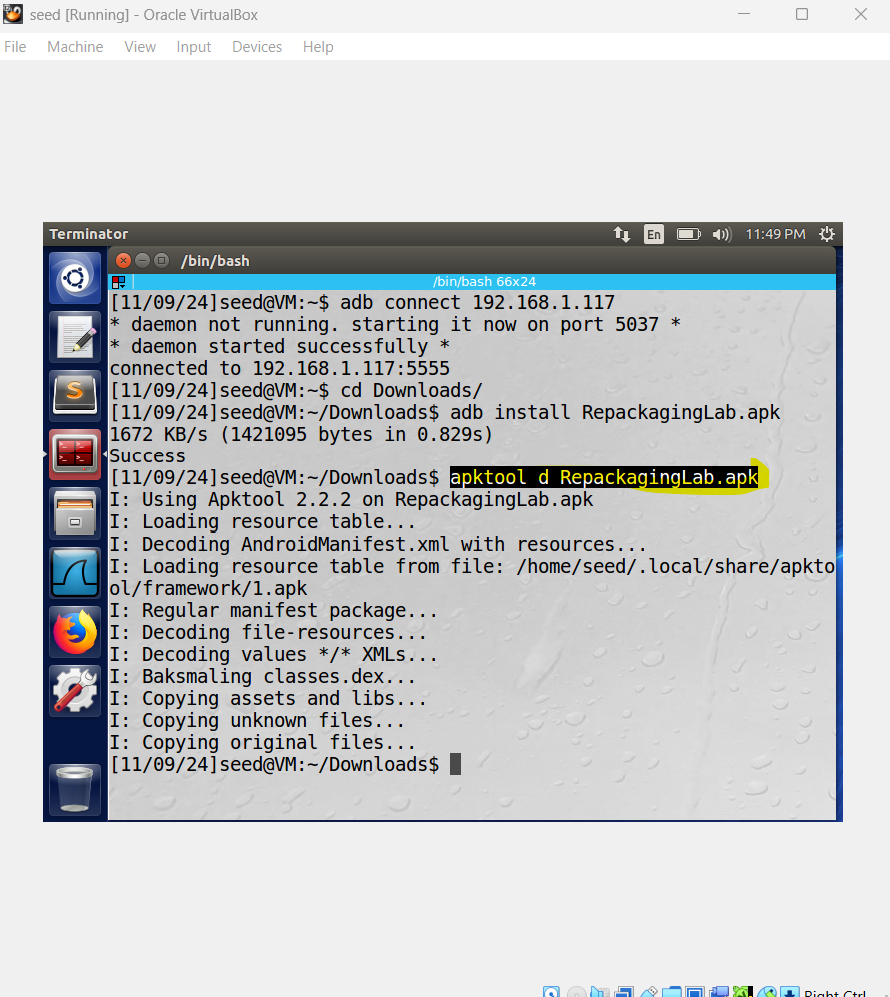 seed [Running] - Oracle VirtualBox
File Machine View Input Devices Help
Terminator En 11:49 PM
/bin/bash
/bin/bash 66x24
[11/09/24]seed@VM:~$ adb connect 192.168.1.117
* daemon not running. starting it now on port 5037 *
* daemon started successfully *
connected to 192.168.1.117:5555
[11/09/24]seed@VM:~$ cd Downloads/
[11/09/24]seed@VM:~/Downloads$ adb install RepackagingLab.apk
1672 KB/s (1421095 bytes in 0.829s)
Success
[11/09/24]seed@VM:~/Downloads$ apktool d RepackagingLab.apk
I: Using Apktool 2.2.2 on RepackagingLab.apk
I: Loading resource table...
I: Decoding AndroidManifest.xml with resources...
I: Loading resource table from file: /home/seed/.local/share/apkto
ol/framework/1.apk
I: Regular manifest package...
I: Decoding file-resources...
I: Decoding values */* XMLs...
I: Baksmaling classes.dex...
I: Copying assets and libs...
I: Copying unknown files...
I: Copying original files...
[11/09/24]seed@VM:~/Downloads$
Right Ctrl